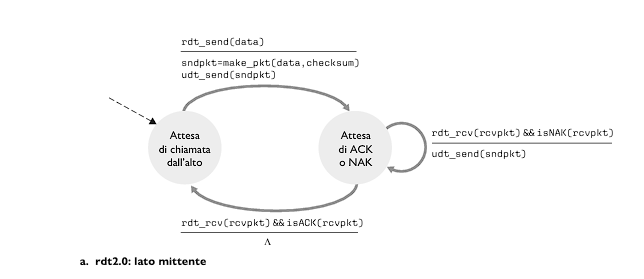 rdt_send(data)
sndpkt=make_pkt(data,checksum)
udt_send(sndpkt)
Attesa
di chiamata
dall'alto
Attesa
di ACK
o NAK
rdt_rcv(rcvpkt) && isNAK(rcvpkt)
udt_send(sndpkt)
rdt_rcv(rcvpkt) && isACK(rcvpkt)
Λ
a. rdt2.0: lato mittente